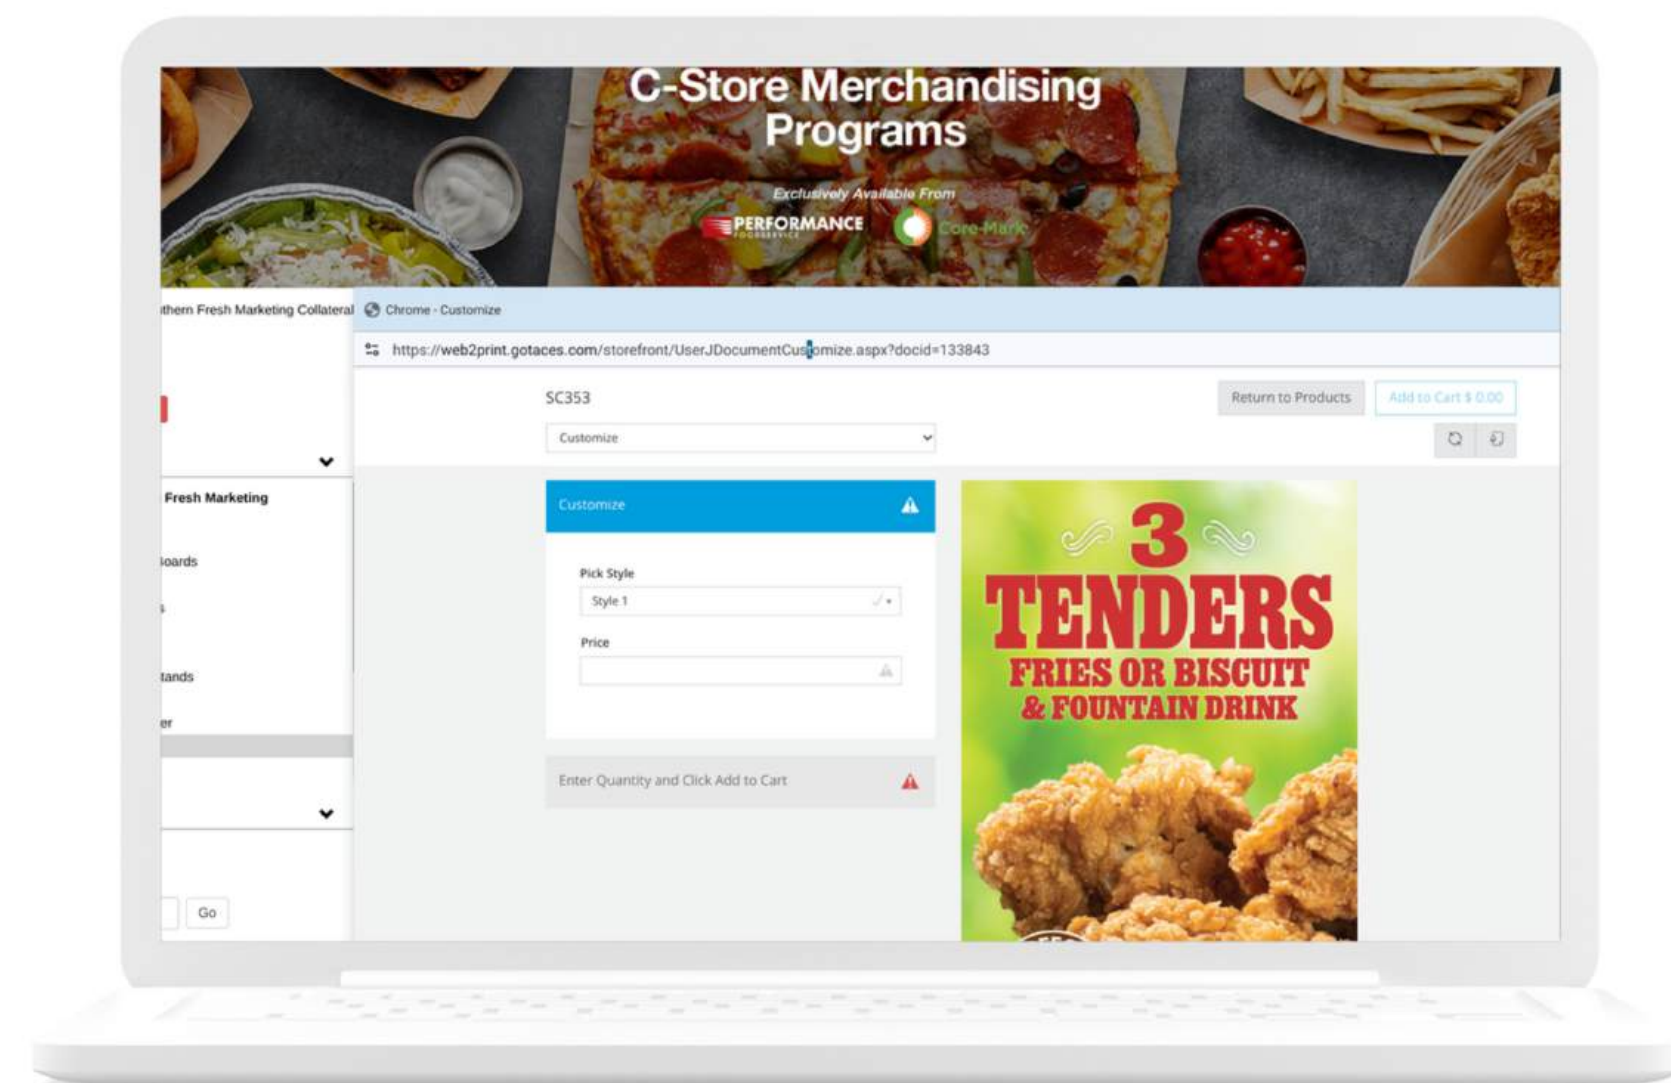 C-Store Merchandising
Programs
Exclusively Available From
PERFORMANCE
FOODSERVICE
Core-Mark
thern Fresh Marketing Collateral
Chrome - Customize
https://web2print.gotaces.com/storefront/UserJDocumentCustomize.aspx?docid=133843
SC353
Return to Products
Add to Cart $ 0.00
Customize
Fresh Marketing
oards
s
tands
er
Go
Customize
Pick Style
Style 1
Price
Enter Quantity and Click Add to Cart
3
TENDERS
FRIES OR BISCUIT
& FOUNTAIN DRINK